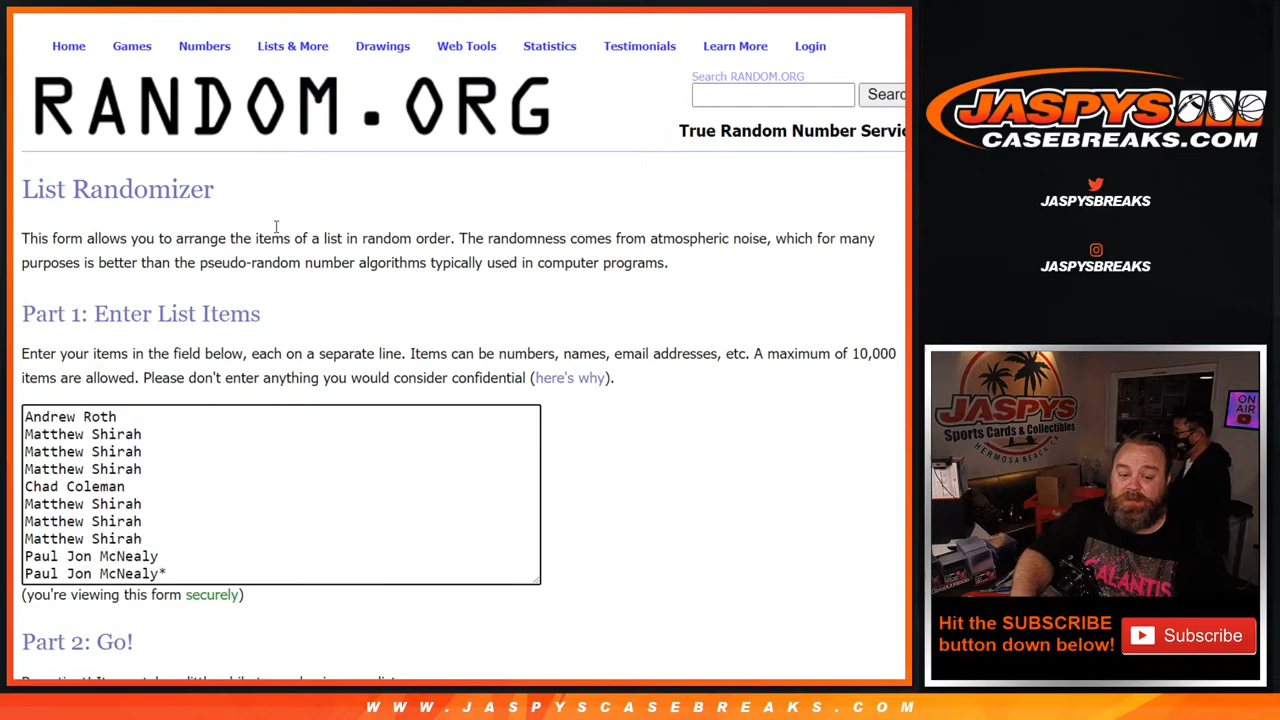 Home Games Numbers Lists & More Drawings Web Tools Statistics Testimonials Learn More Login
RANDOM.ORG
Search RANDOM.ORG
Searc
True Random Number Servic
List Randomizer
This form allows you to arrange the items of a list in random order. The randomness comes from atmospheric noise, which for many
purposes is better than the pseudo-random number algorithms typically used in computer programs.
Part 1: Enter List Items
Enter your items in the field below, each on a separate line. Items can be numbers, names, email addresses, etc. A maximum of 10,000
items are allowed. Please don't enter anything you would consider confidential (here's why).
Andrew Roth
Matthew Shirah
Matthew Shirah
Matthew Shirah
Chad Coleman
Matthew Shirah
Matthew Shirah
Matthew Shirah
Paul Jon McNealy
Paul Jon McNealy*
(you're viewing this form securely)
Part 2: Go!
JASPYS
CASEBREAKS.COM
JASPYSBREAKS
JASPYSBREAKS
JASPYS
Sports Cards & Collectibles
HERMOSA BEACH, CA
ON
AIR
GALANTIS
Hit the SUBSCRIBE
button down below!
Subscribe
WWW.JASPYSCASEBREAKS.COM